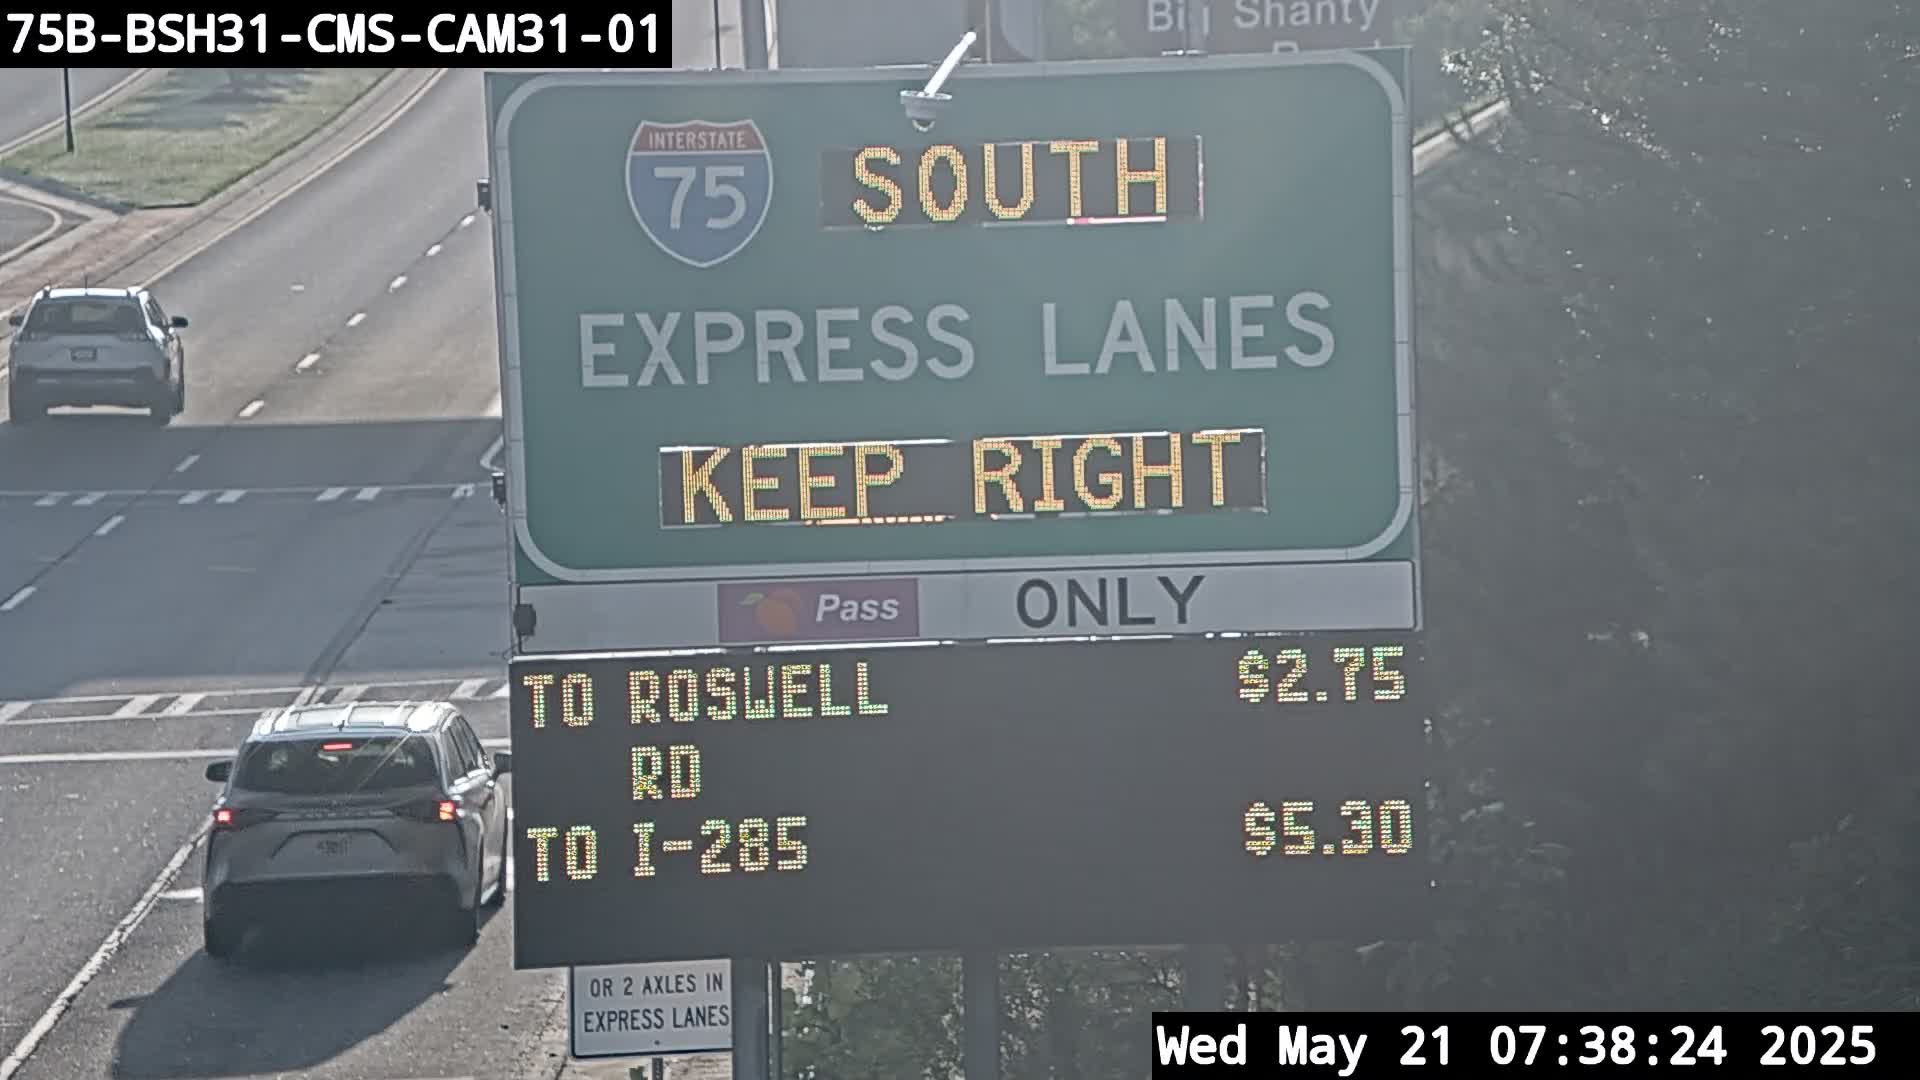 75B-BSH31-CMS-CAM31-01
Big Shanty
INTERSTATE
75
SOUTH
EXPRESS LANES
KEEP RIGHT
Pass
ONLY
TO ROSWELL $2.75
RD
TO I-285 $5.30
OR 2 AXLES IN
EXPRESS LANES
Wed May 21 07:38:24 2025